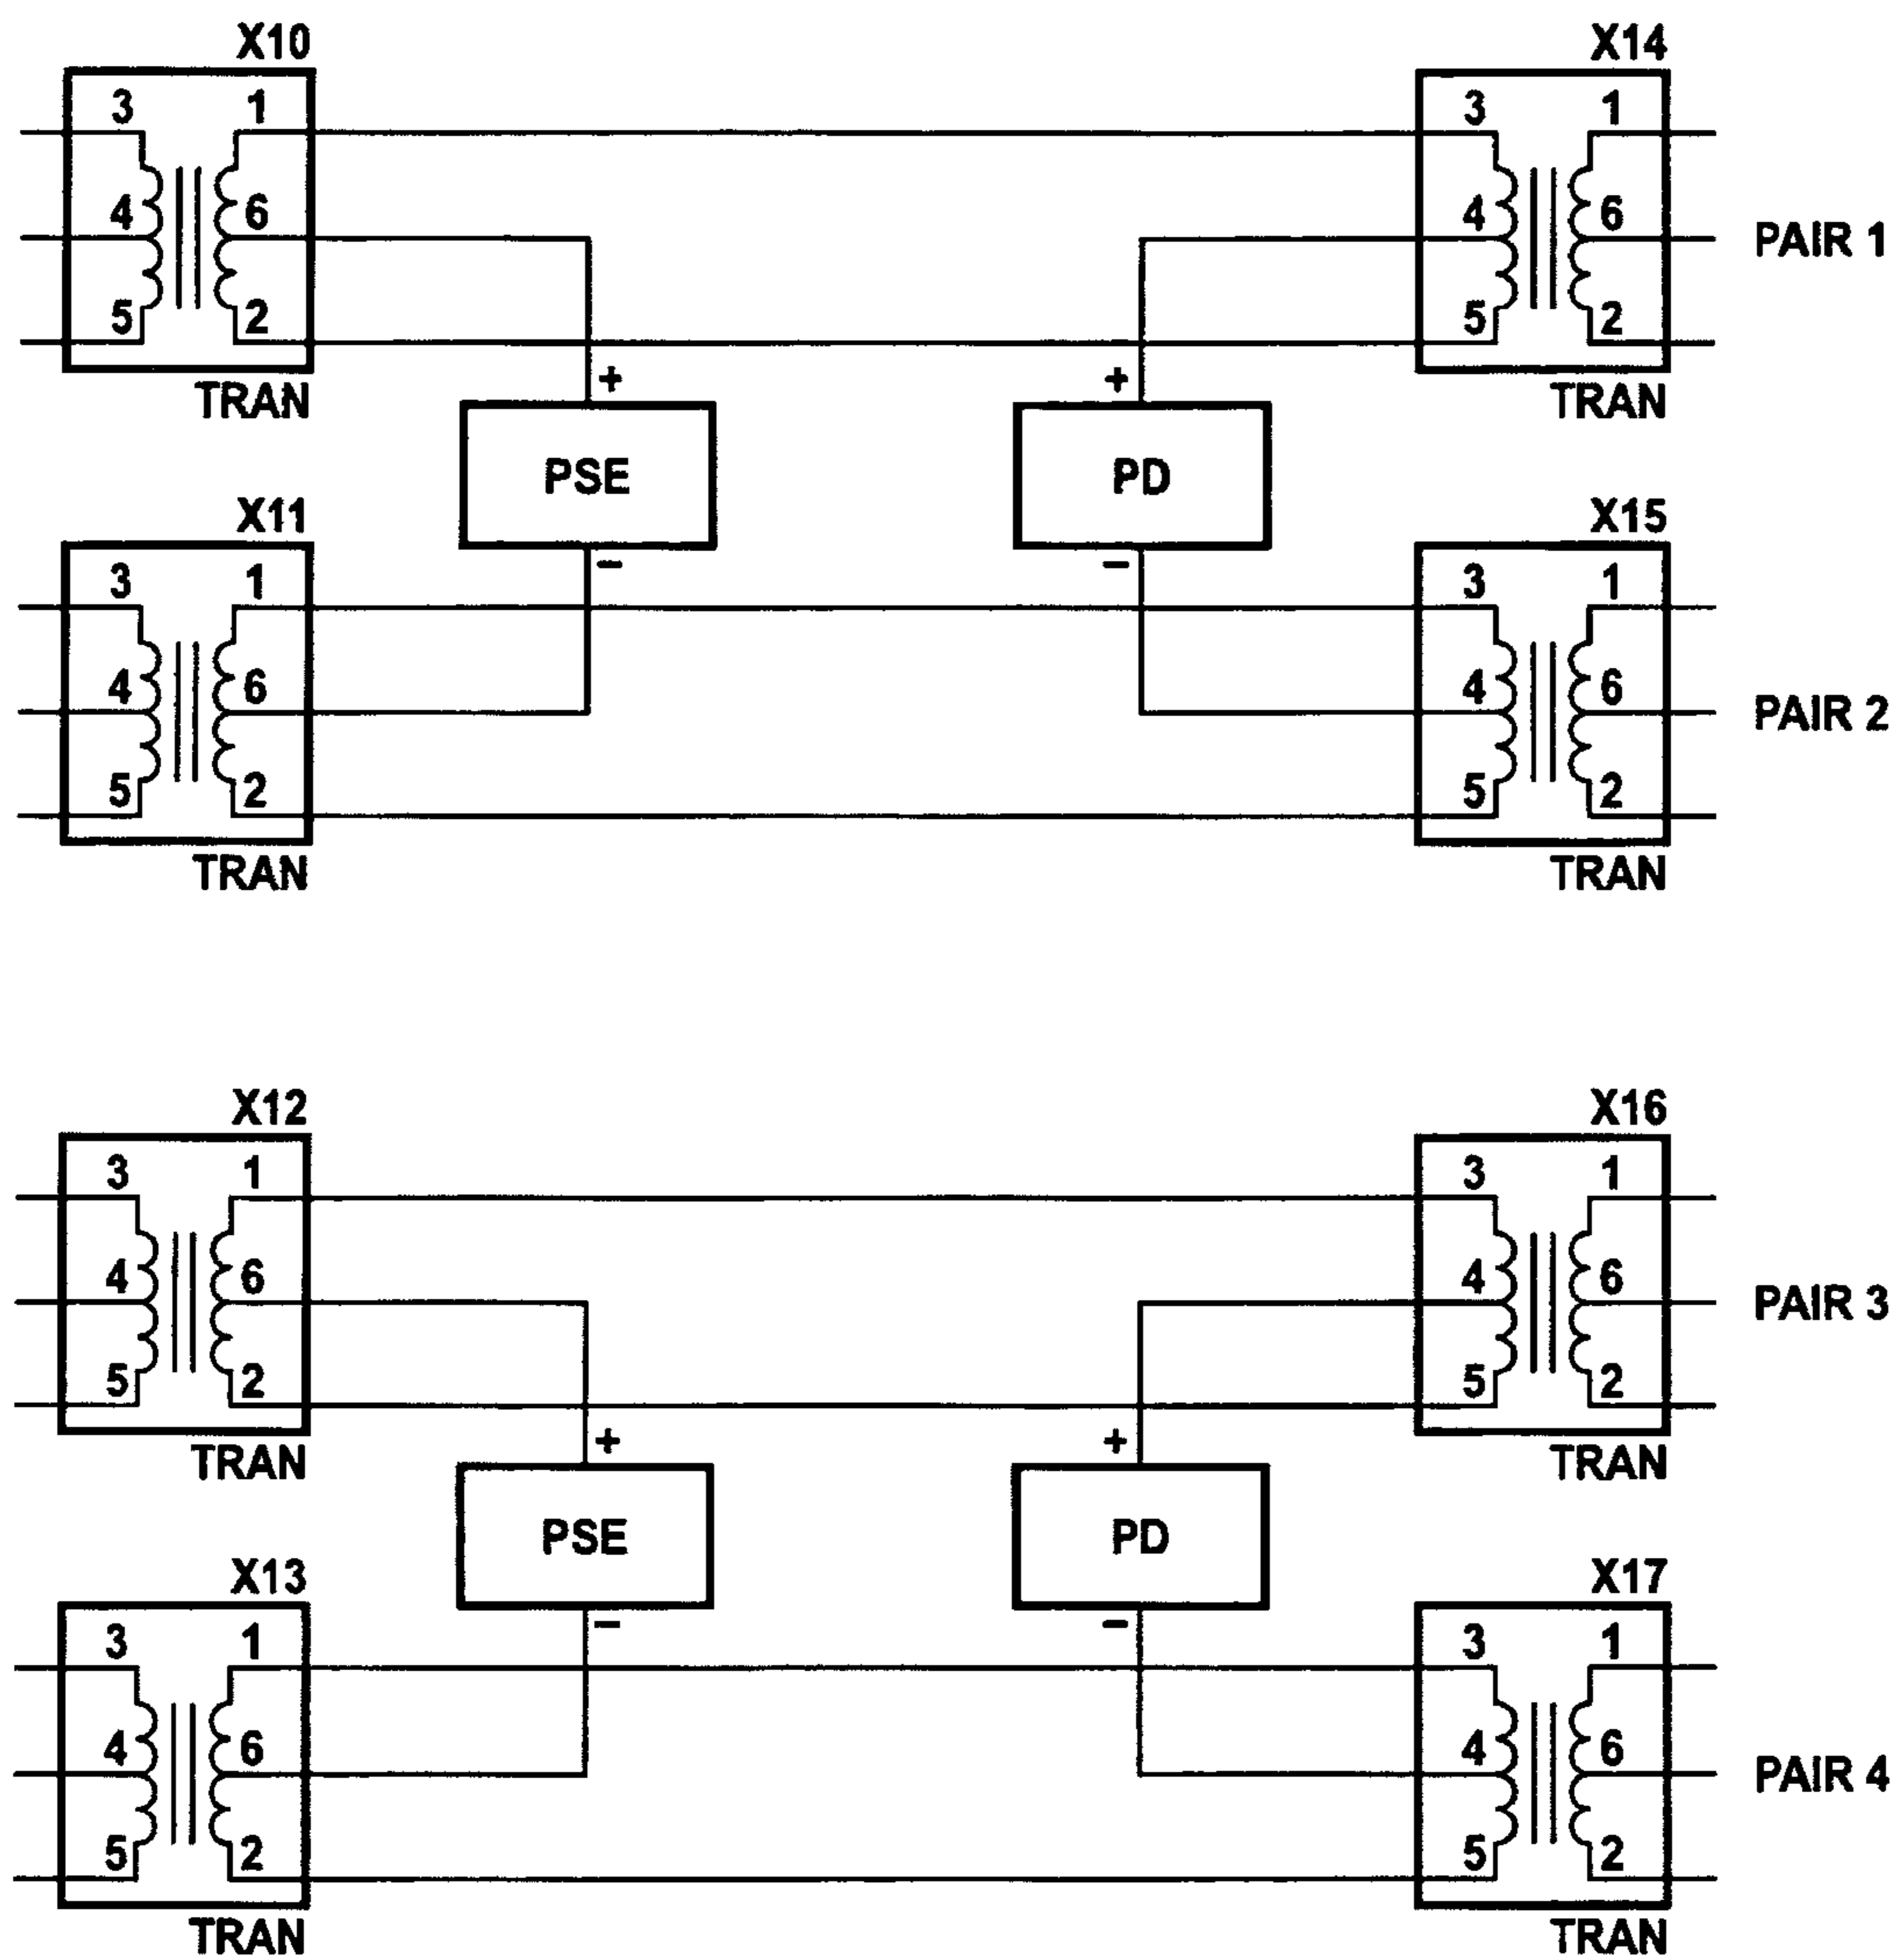 X10 X14
3 1 3 1
4 6 4 6 PAIR 1
5 2 5 2
TRAN + + TRAN
PSE PD
X11 - - X15
3 1 3 1
4 6 4 6 PAIR 2
5 2 5 2
TRAN TRAN
X12 X16
3 1 3 1
4 6 4 6 PAIR 3
5 2 5 2
TRAN + + TRAN
PSE PD
X13 - - X17
3 1 3 1
4 6 4 6 PAIR 4
5 2 5 2
TRAN TRAN